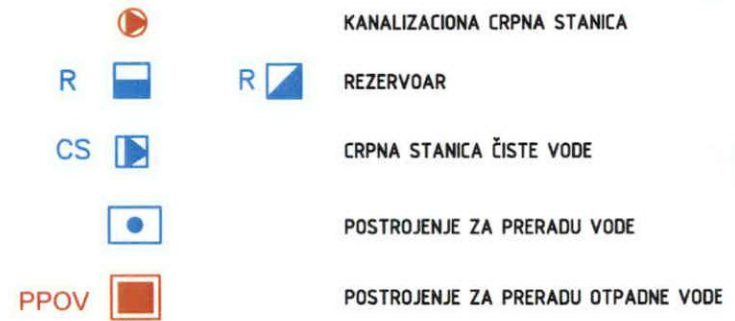 KANALIZACIONA CRPNA STANICA
R R REZERVOAR
CS CRPNA STANICA ČISTE VODE
POSTROJENJE ZA PRERADU VODE
PPOV POSTROJENJE ZA PRERADU OTPADNE VODE